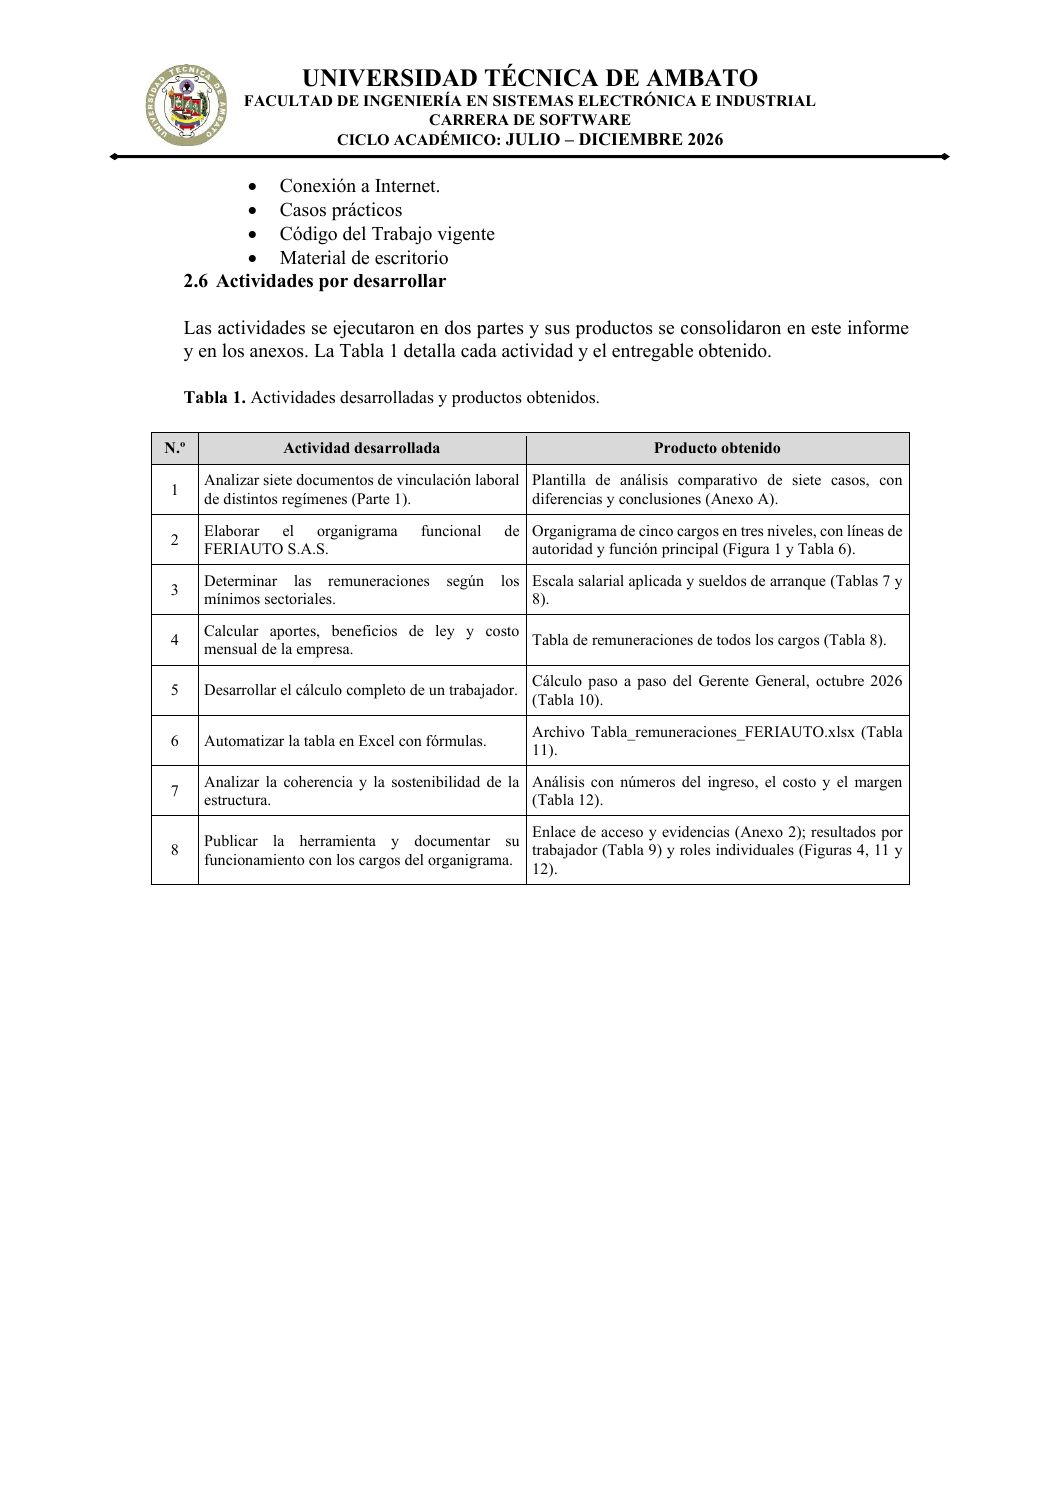 UNIVERSIDAD TÉCNICA DE AMBATO
FACULTAD DE INGENIERÍA EN SISTEMAS ELECTRÓNICA E INDUSTRIAL
CARRERA DE SOFTWARE
CICLO ACADÉMICO: JULIO – DICIEMBRE 2026
UNIVERSIDAD TÉCNICA DE AMBATO
• Conexión a Internet.
• Casos prácticos
• Código del Trabajo vigente
• Material de escritorio
2.6 Actividades por desarrollar
Las actividades se ejecutaron en dos partes y sus productos se consolidaron en este informe
y en los anexos. La Tabla 1 detalla cada actividad y el entregable obtenido.
Tabla 1. Actividades desarrolladas y productos obtenidos.
N.º Actividad desarrollada Producto obtenido
1
Analizar siete documentos de vinculación laboral
de distintos regímenes (Parte 1).
Plantilla de análisis comparativo de siete casos, con
diferencias y conclusiones (Anexo A).
2
Elaborar el organigrama funcional de
FERIAUTO S.A.S.
Organigrama de cinco cargos en tres niveles, con líneas de
autoridad y función principal (Figura 1 y Tabla 6).
3
Determinar las remuneraciones según los
mínimos sectoriales.
Escala salarial aplicada y sueldos de arranque (Tablas 7 y
8).
4
Calcular aportes, beneficios de ley y costo
mensual de la empresa.
Tabla de remuneraciones de todos los cargos (Tabla 8).
5
Desarrollar el cálculo completo de un trabajador.
Cálculo paso a paso del Gerente General, octubre 2026
(Tabla 10).
6
Automatizar la tabla en Excel con fórmulas.
Archivo Tabla_remuneraciones_FERIAUTO.xlsx (Tabla
11).
7
Analizar la coherencia y la sostenibilidad de la
estructura.
Análisis con números del ingreso, el costo y el margen
(Tabla 12).
8
Publicar la herramienta y documentar su
funcionamiento con los cargos del organigrama.
Enlace de acceso y evidencias (Anexo 2); resultados por
trabajador (Tabla 9) y roles individuales (Figuras 4, 11 y
12).